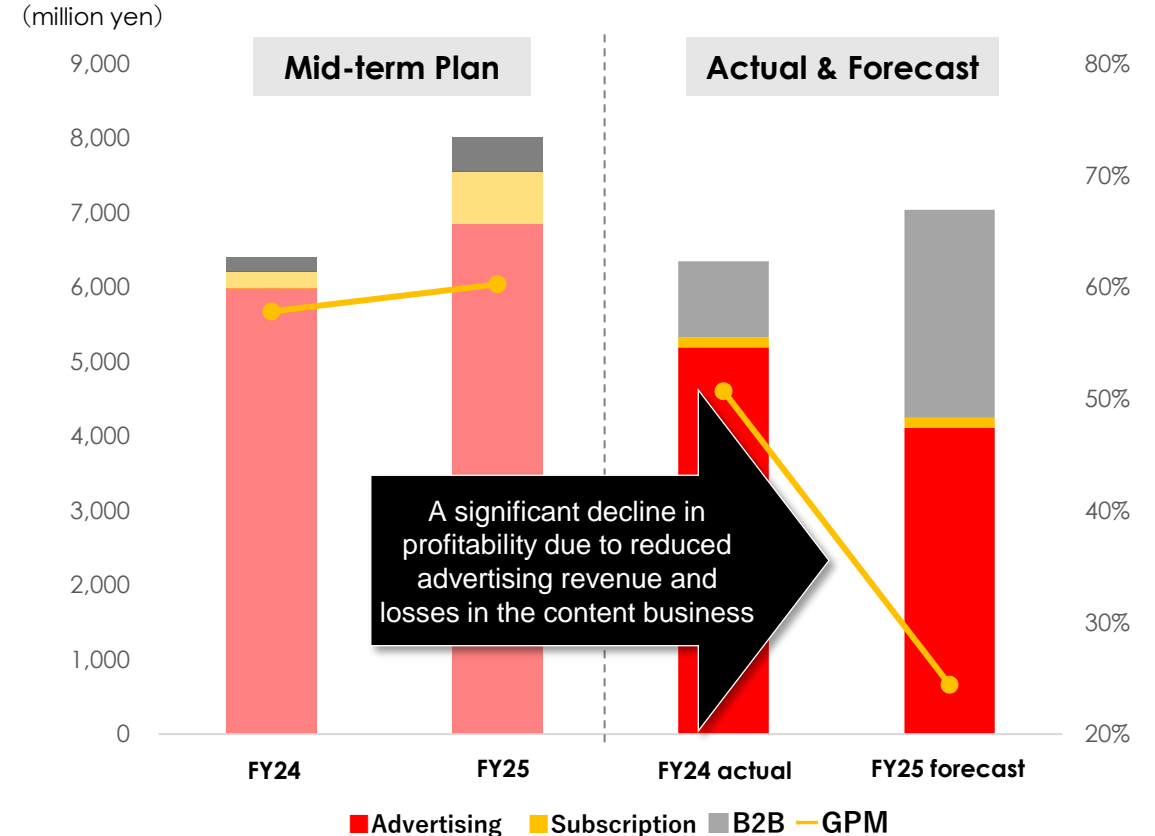 （million yen）
Mid-term Plan
Actual & Forecast
9,000
8,000
7,000
6,000
5,000
4,000
3,000
2,000
1,000
0
80%
70%
60%
50%
40%
30%
20%
A significant decline in
profitability due to reduced
advertising revenue and
losses in the content business
FY24
FY25
FY24 actual
FY25 forecast
Advertising
Subscription
B2B
GPM